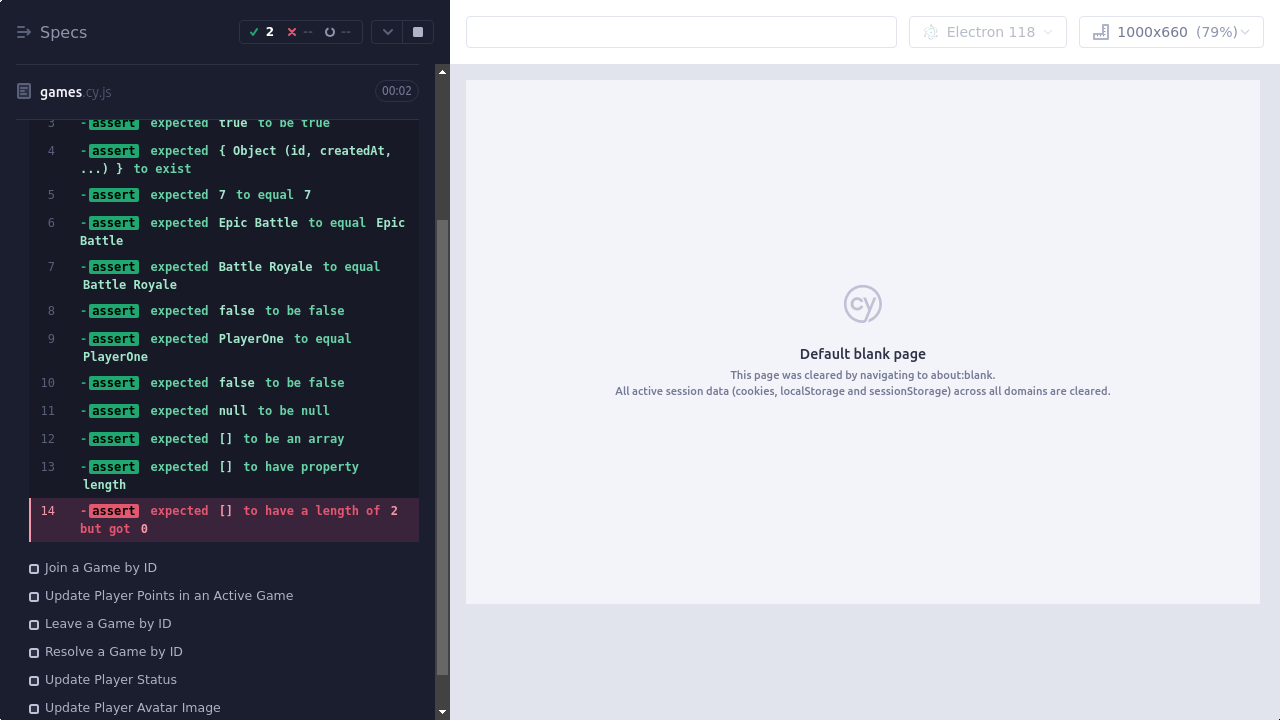 Specs
2 -- --
Electron 118
1000x660 (79%)
games.cy.js
00:02
3 -assert expected true to be true
4 -assert expected { Object (id, createdAt,
...) } to exist
5 -assert expected 7 to equal 7
6 -assert expected Epic Battle to equal Epic
Battle
7 -assert expected Battle Royale to equal
Battle Royale
8 -assert expected false to be false
9 -assert expected PlayerOne to equal
PlayerOne
10 -assert expected false to be false
11 -assert expected null to be null
12 -assert expected [] to be an array
13 -assert expected [] to have property
length
14 -assert expected [] to have a length of 2
but got 0
Join a Game by ID
Update Player Points in an Active Game
Leave a Game by ID
Resolve a Game by ID
Update Player Status
Update Player Avatar Image
cy
Default blank page
This page was cleared by navigating to about:blank.
All active session data (cookies, localStorage and sessionStorage) across all domains are cleared.